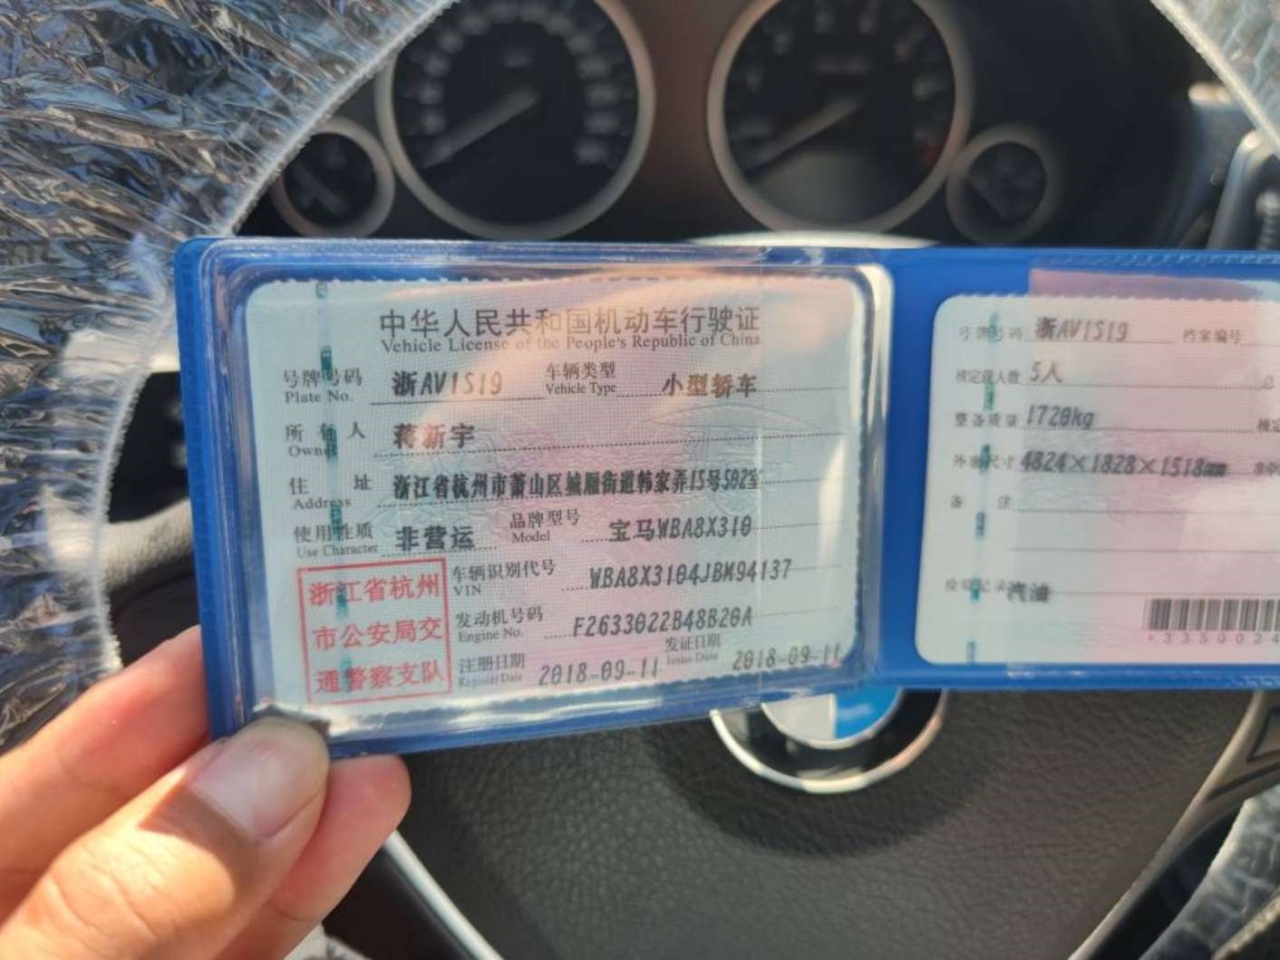 中华人民共和国机动车行驶证
Vehicle License of the People's Republic of China
号牌号码 浙AV1S19 车辆类型 小型轿车
Plate No. Vehicle Type
所有人 蒋新宇
Owner
住址 浙江省杭州市萧山区城厢街道韩家弄15号502室
Address
使用性质 非营运 品牌型号 宝马WBA8X310
Use Character Model
浙江省杭州
市公安局交
通警察支队
车辆识别代号 WBA8X3104JBM94137
VIN
发动机号码 F2633022B48B20A
Engine No.
注册日期 2018-09-11 发证日期 2018-09-11
Register Date Issue Date
号牌号码 浙AV1S19 档案编号
核定载人数 5人
整备质量 1720kg 核定
外廓尺寸 4824×1828×1518mm
备注
检验记录 汽油